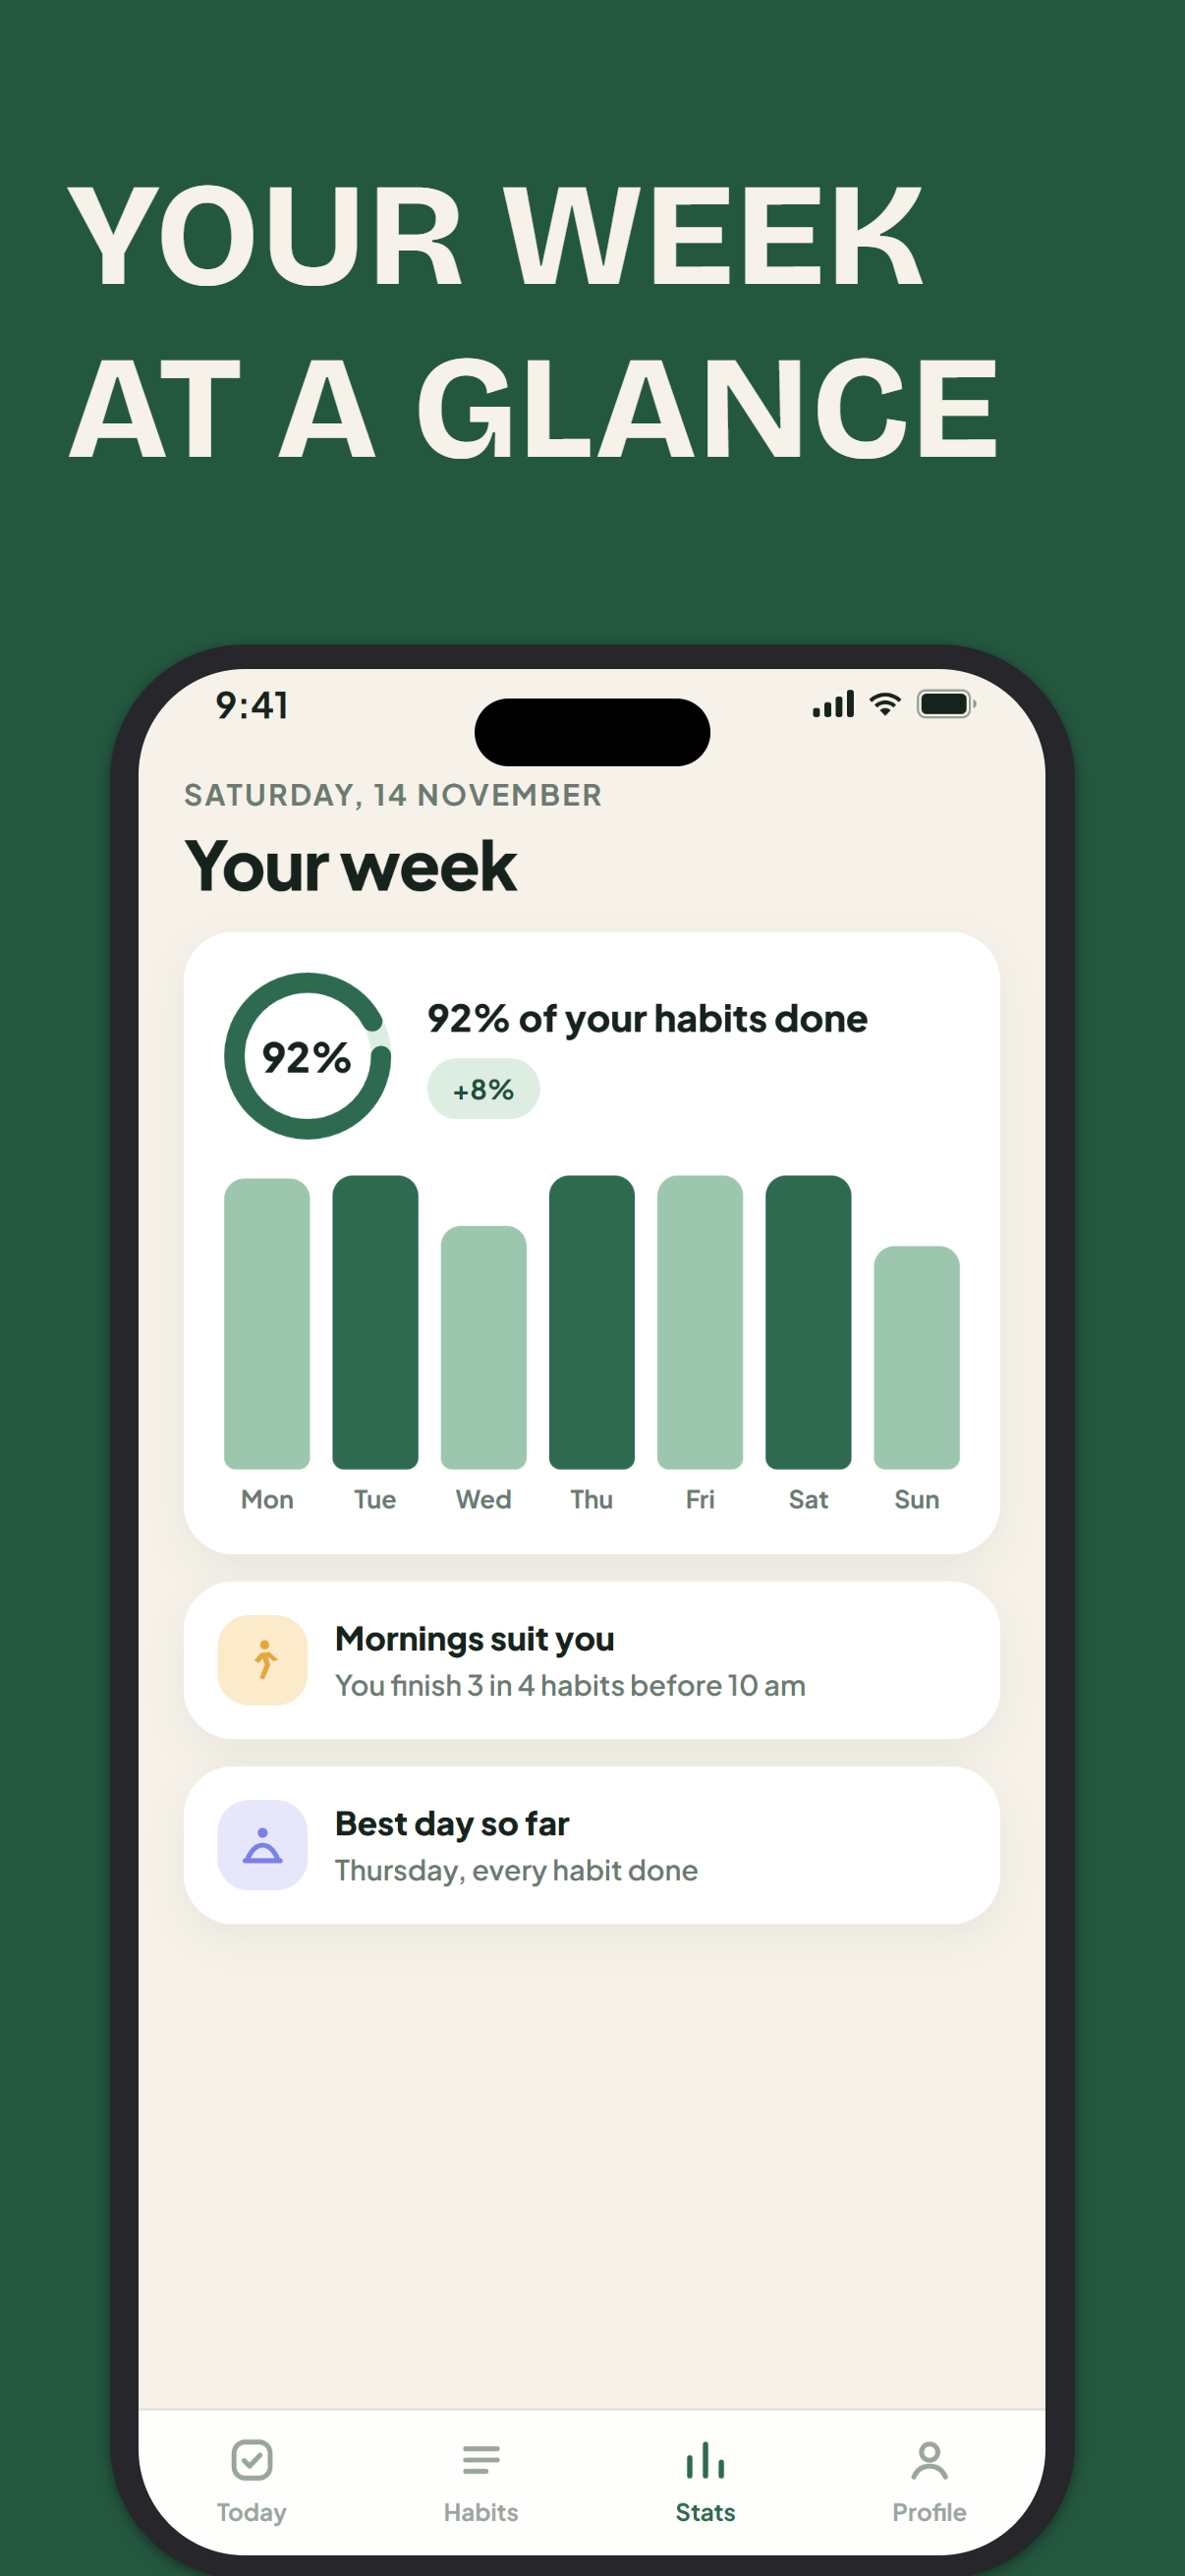 YOUR WEEK
AT A GLANCE
9:41
SATURDAY, 14 NOVEMBER
Your week
92%
92% of your habits done
+8%
Mon Tue Wed Thu Fri Sat Sun
Mornings suit you
You finish 3 in 4 habits before 10 am
Best day so far
Thursday, every habit done
Today Habits Stats Profile